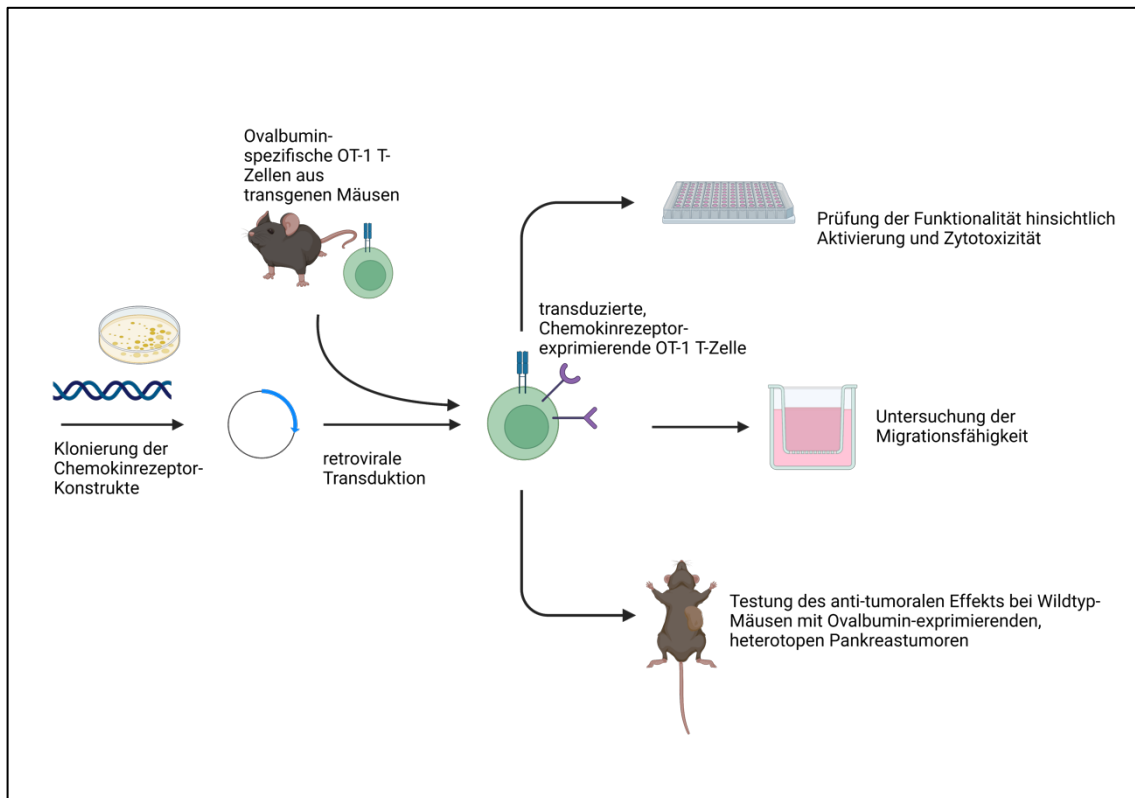 Ovalbumin-
spezifische OT-1 T-
Zellen aus
transgenen Mäusen
Klonierung der
Chemokinrezeptor-
Konstrukte
retrovirale
Transduktion
transduzierte,
Chemokinrezeptor-
exprimierende OT-1 T-Zelle
Prüfung der Funktionalität hinsichtlich
Aktivierung und Zytotoxizität
Untersuchung der
Migrationsfähigkeit
Testung des anti-tumoralen Effekts bei Wildtyp-
Mäusen mit Ovalbumin-exprimierenden,
heterotopen Pankreastumoren